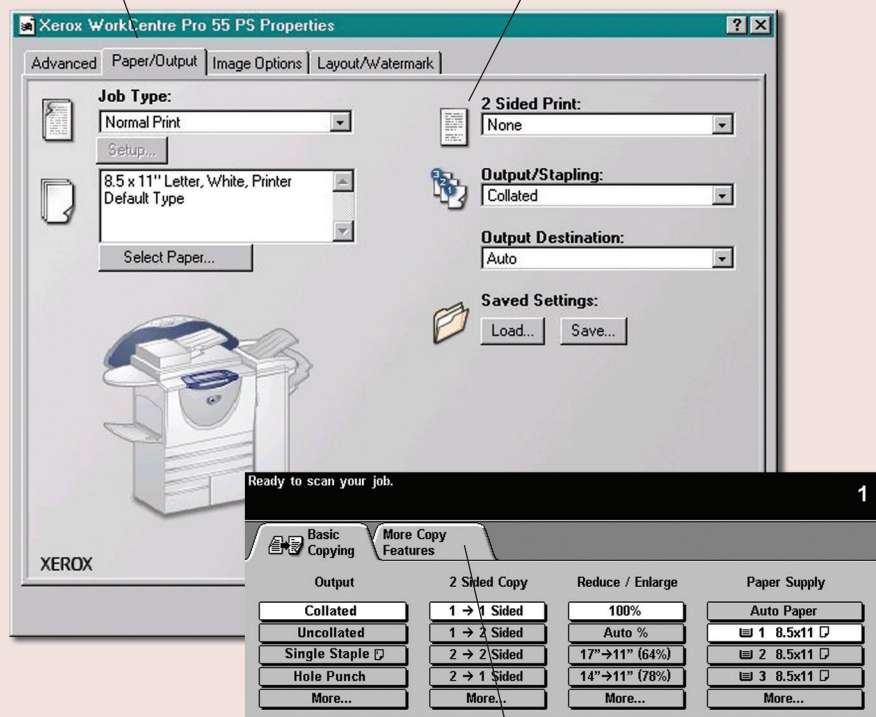 Xerox WorkCentre Pro 55 PS Properties
Advanced Paper/Output Image Options Layout/Watermark
Job Type:
Normal Print
Setup...
8.5 x 11" Letter, White, Printer
Default Type
Select Paper...
2 Sided Print:
None
Output/Stapling:
Collated
Output Destination:
Auto
Saved Settings:
Load... Save...
XEROX
Ready to scan your job.
1
Basic
Copying
More Copy
Features
Output 2 Sided Copy Reduce / Enlarge Paper Supply
Collated 1 → 1 Sided 100% Auto Paper
Uncollated 1 → 2 Sided Auto % 1 8.5x11
Single Staple 2 → 2 Sided 17"→11" (64%) 2 8.5x11
Hole Punch 2 → 1 Sided 14"→11" (78%) 3 8.5x11
More... More... More... More...